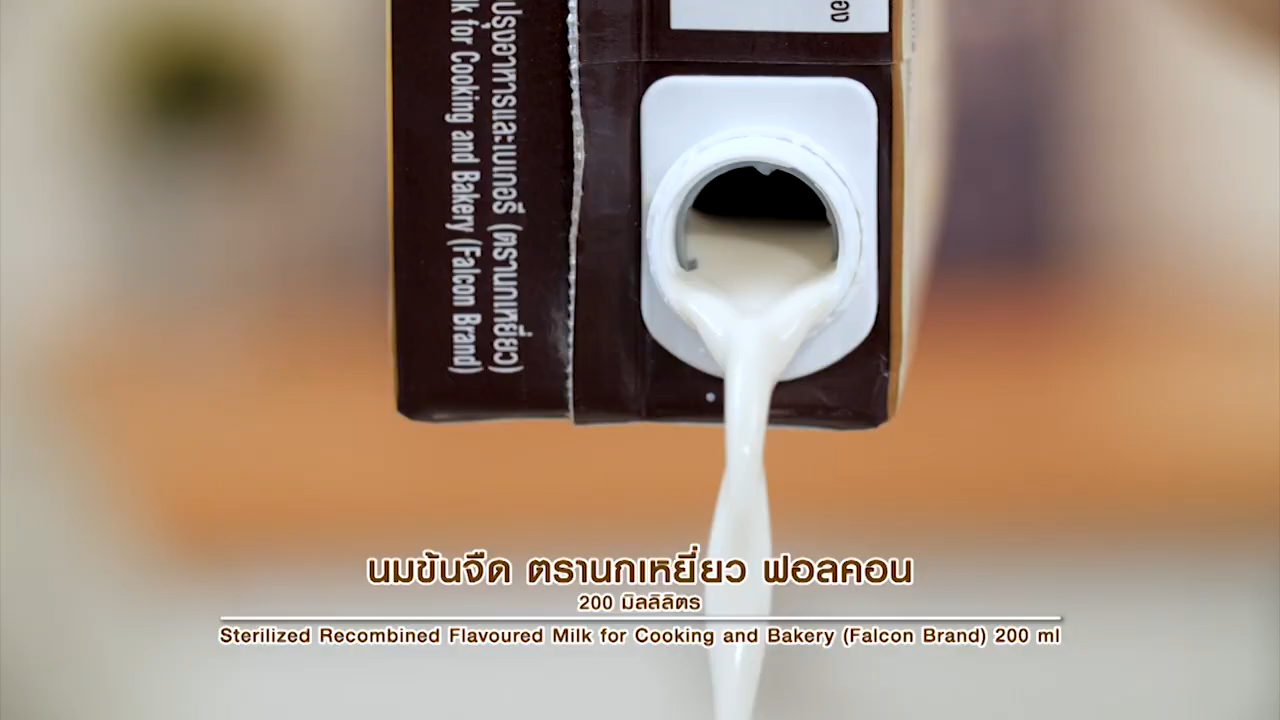 อง
ปรุงอาหารและเบเกอรี (ตรานกเหยี่ยว)
for Cooking and Bakery (Falcon Brand)
นมข้นจืด ตรานกเหยี่ยว ฟอลคอน
200 มิลลิลิตร
Sterilized Recombined Flavoured Milk for Cooking and Bakery (Falcon Brand) 200 ml